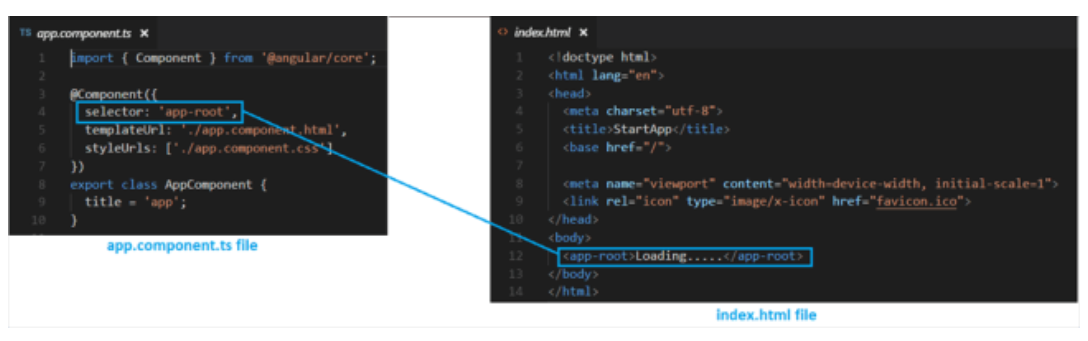 TS app.component.ts ×
1 import { Component } from '@angular/core';
2
3 @Component({
4 selector: 'app-root',
5 templateUrl: './app.component.html',
6 styleUrls: ['./app.component.css']
7 })
8 export class AppComponent {
9 title = 'app';
10 }
app.component.ts file
<> index.html ×
1 <!doctype html>
2 <html lang="en">
3 <head>
4 <meta charset="utf-8">
5 <title>StartApp</title>
6 <base href="/">
7
8 <meta name="viewport" content="width=device-width, initial-scale=1">
9 <link rel="icon" type="image/x-icon" href="favicon.ico">
10 </head>
11 <body>
12 <app-root>Loading.....</app-root>
13 </body>
14 </html>
index.html file